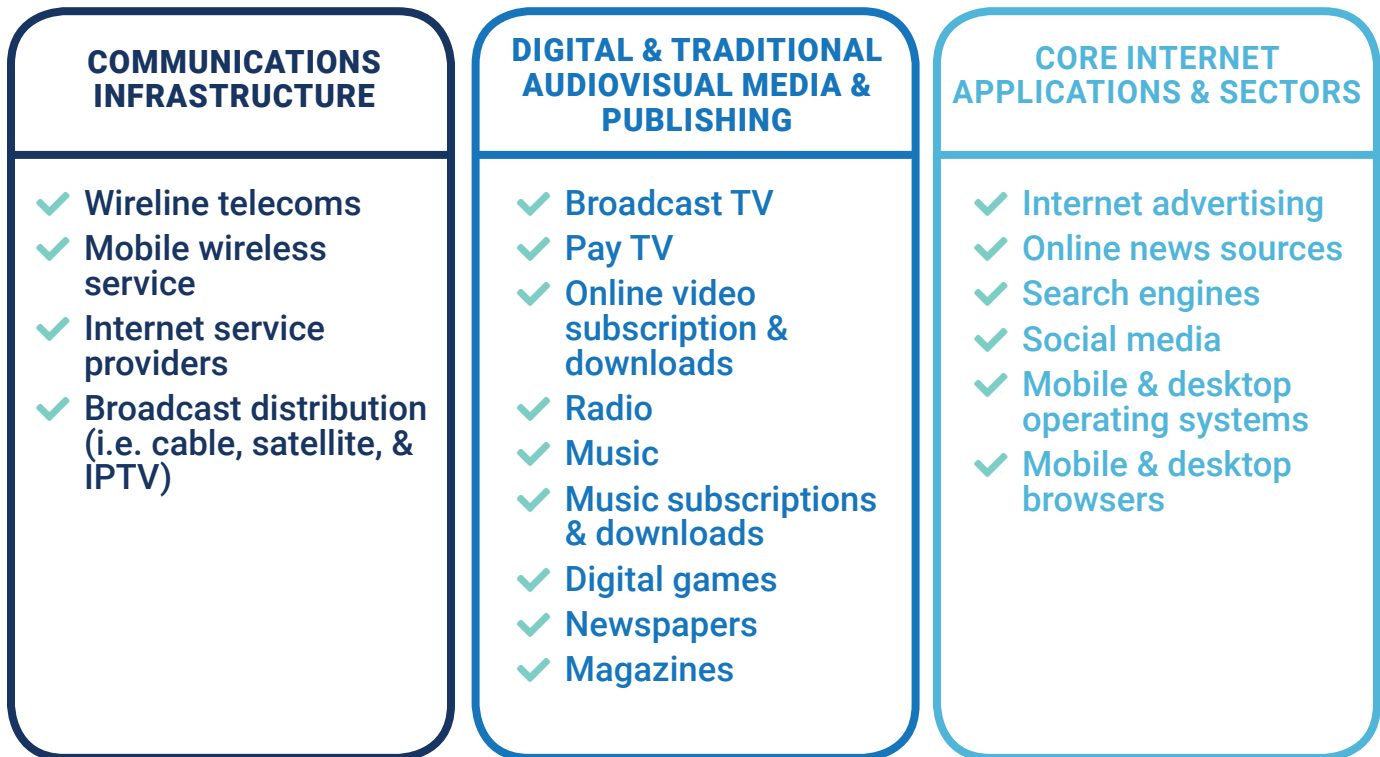 COMMUNICATIONS
INFRASTRUCTURE
Wireline telecoms
Mobile wireless
service
Internet service
providers
Broadcast distribution
(i.e. cable, satellite, &
IPTV)
DIGITAL & TRADITIONAL
AUDIOVISUAL MEDIA &
PUBLISHING
Broadcast TV
Pay TV
Online video
subscription &
downloads
Radio
Music
Music subscriptions
& downloads
Digital games
Newspapers
Magazines
CORE INTERNET
APPLICATIONS & SECTORS
Internet advertising
Online news sources
Search engines
Social media
Mobile & desktop
operating systems
Mobile & desktop
browsers